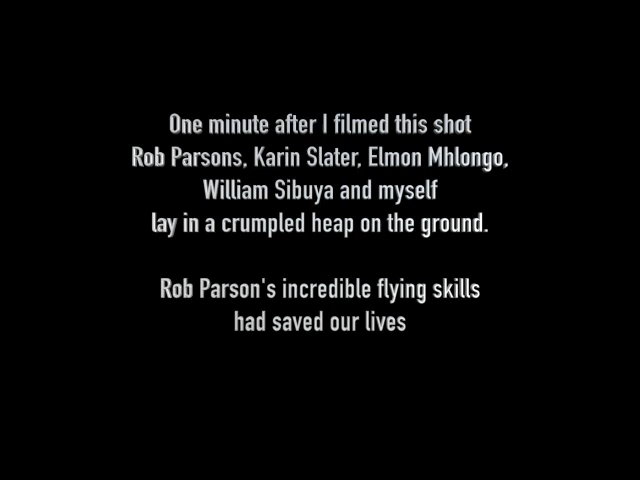 One minute after I filmed this shot
Rob Parsons, Karin Slater, Elmon Mhlongo,
William Sibuya and myself
lay in a crumpled heap on the ground.
Rob Parson's incredible flying skills
had saved our lives